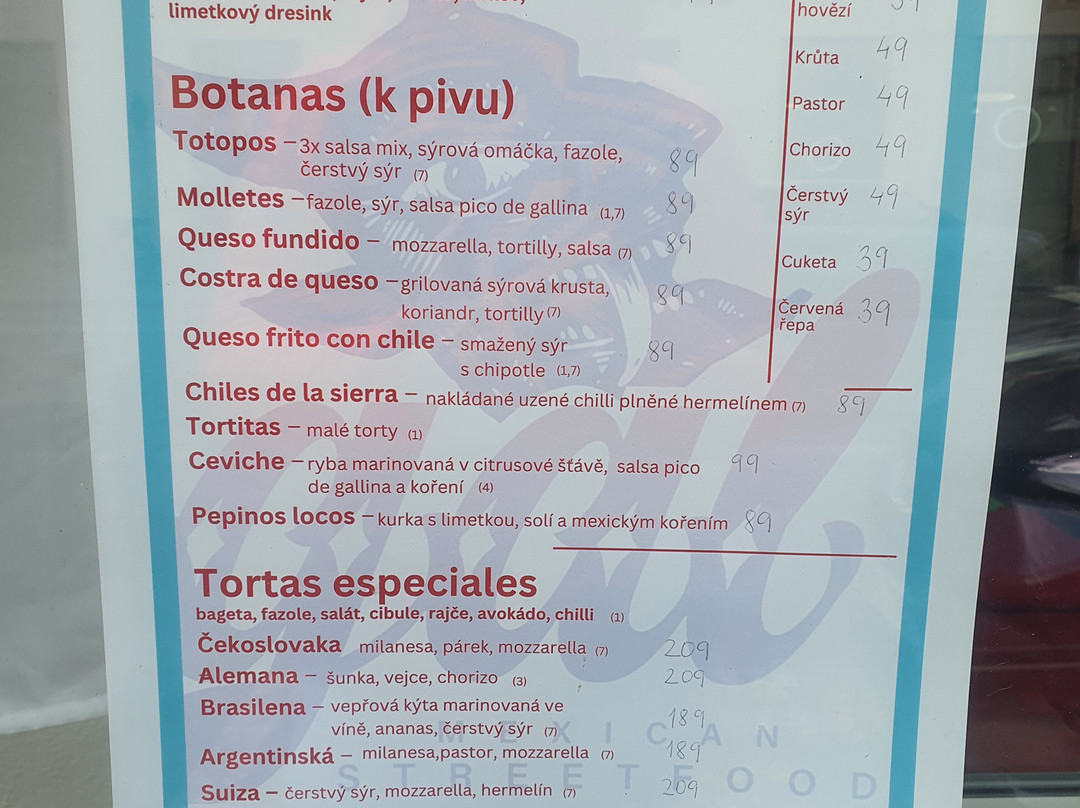 limetkový dresink
Botanas (k pivu)
Totopos – 3x salsa mix, sýrová omáčka, fazole, 89
čerstvý sýr (7)
Molletes – fazole, sýr, salsa pico de gallina (1,7) 89
Queso fundido – mozzarella, tortilly, salsa (7) 89
Costra de queso – grilovaná sýrová krusta, 89
koriandr, tortilly (7)
Queso frito con chile – smažený sýr 89
s chipotle (1,7)
Chiles de la sierra – nakládané uzené chilli plněné hermelínem (7) 89
Tortitas – malé torty (1)
Ceviche – ryba marinovaná v citrusové šťávě, salsa pico 99
de gallina a koření (4)
Pepinos locos – kurka s limetkou, solí a mexickým kořením 89
hovězí
Krůta 49
Pastor 49
Chorizo 49
Čerstvý 49
sýr
Cuketa 39
Červená 39
řepa
Tortas especiales
bageta, fazole, salát, cibule, rajče, avokádo, chilli (1)
Čekoslovaka milanesa, párek, mozzarella (7) 209
Alemana – šunka, vejce, chorizo (3) 209
Brasilena – vepřová kýta marinovaná ve 189
víně, ananas, čerstvý sýr (7)
Argentinská – milanesa,pastor, mozzarella (7) 189
Suiza – čerstvý sýr, mozzarella, hermelín (7) 209
MEXICAN
STREET FOOD